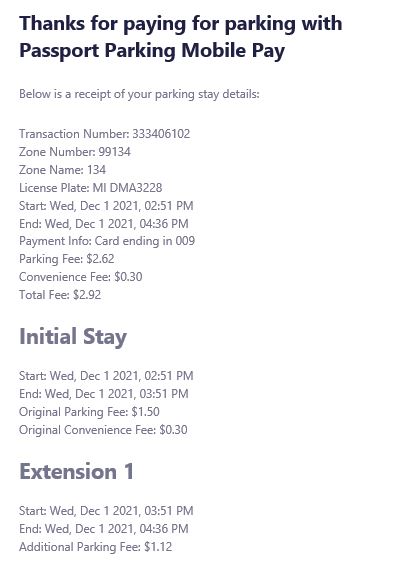 Thanks for paying for parking with
Passport Parking Mobile Pay
Below is a receipt of your parking stay details:
Transaction Number: 333406102
Zone Number: 99134
Zone Name: 134
License Plate: MI DMA3228
Start: Wed, Dec 1 2021, 02:51 PM
End: Wed, Dec 1 2021, 04:36 PM
Payment Info: Card ending in 009
Parking Fee: $2.62
Convenience Fee: $0.30
Total Fee: $2.92
Initial Stay
Start: Wed, Dec 1 2021, 02:51 PM
End: Wed, Dec 1 2021, 03:51 PM
Original Parking Fee: $1.50
Original Convenience Fee: $0.30
Extension 1
Start: Wed, Dec 1 2021, 03:51 PM
End: Wed, Dec 1 2021, 04:36 PM
Additional Parking Fee: $1.12